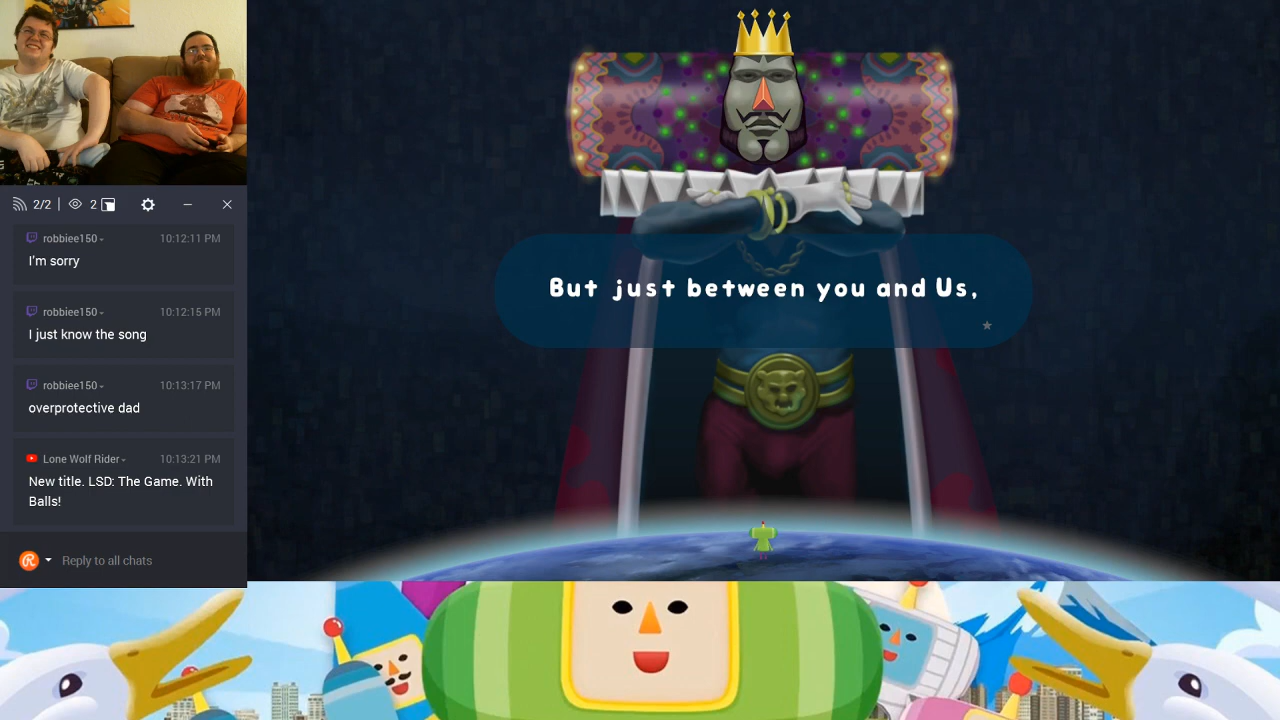 2/2
2
robbiee150
10:12:11 PM
I'm sorry
robbiee150
10:12:15 PM
I just know the song
robbiee150
10:13:17 PM
overprotective dad
Lone Wolf Rider
10:13:21 PM
New title. LSD: The Game. With
Balls!
Reply to all chats
But just between you and Us,